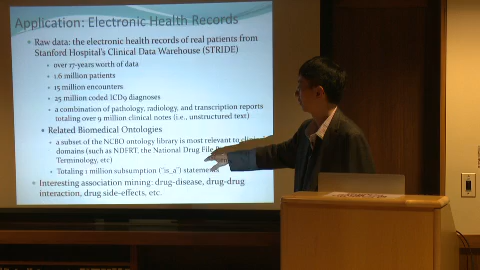 Application: Electronic Health Records
Raw data: the electronic health records of real patients from
Stanford Hospital's Clinical Data Warehouse (STRIDE)
over 17-years worth of data
1.6 million patients
15 million encounters
25 million coded ICD9 diagnoses
a combination of pathology, radiology, and transcription reports
totaling over 9 million clinical notes (i.e., unstructured text)
Related Biomedical Ontologies
a subset of the NCBO ontology library is most relevant to
domains (such as NDFRT, the National Drug File
Terminology, etc)
Totaling 1 million subsumption ("is_a") statements
Interesting association mining: drug-disease, drug-drug
interaction, drug side-effects, etc.